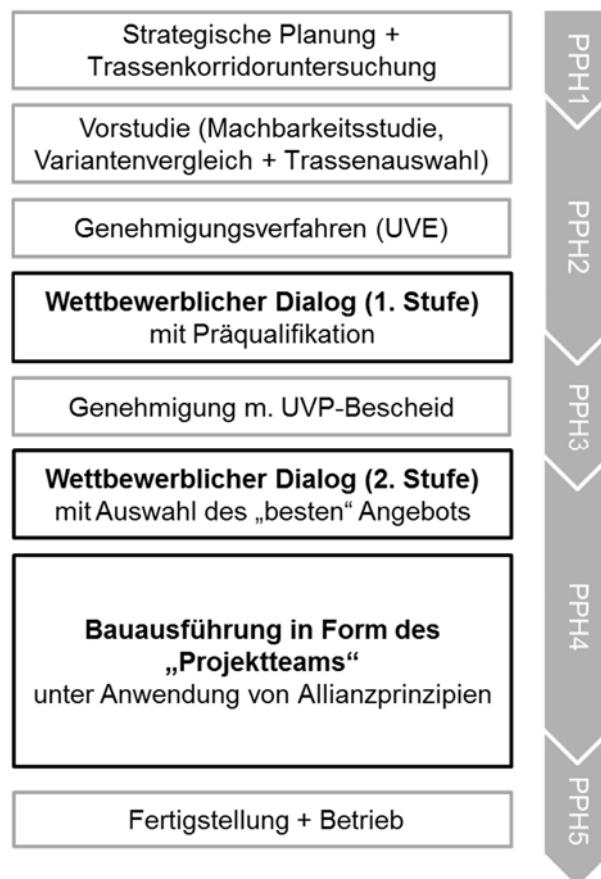 Strategische Planung +
Trassenkorridoruntersuchung
PPH1
Vorstudie (Machbarkeitsstudie,
Variantenvergleich + Trassenauswahl)
Genehmigungsverfahren (UVE)
PPH2
Wettbewerblicher Dialog (1. Stufe)
mit Präqualifikation
Genehmigung m. UVP-Bescheid
PPH3
Wettbewerblicher Dialog (2. Stufe)
mit Auswahl des „besten“ Angebots
Bauausführung in Form des
„Projektteams“
unter Anwendung von Allianzprinzipien
PPH4
Fertigstellung + Betrieb
PPH5